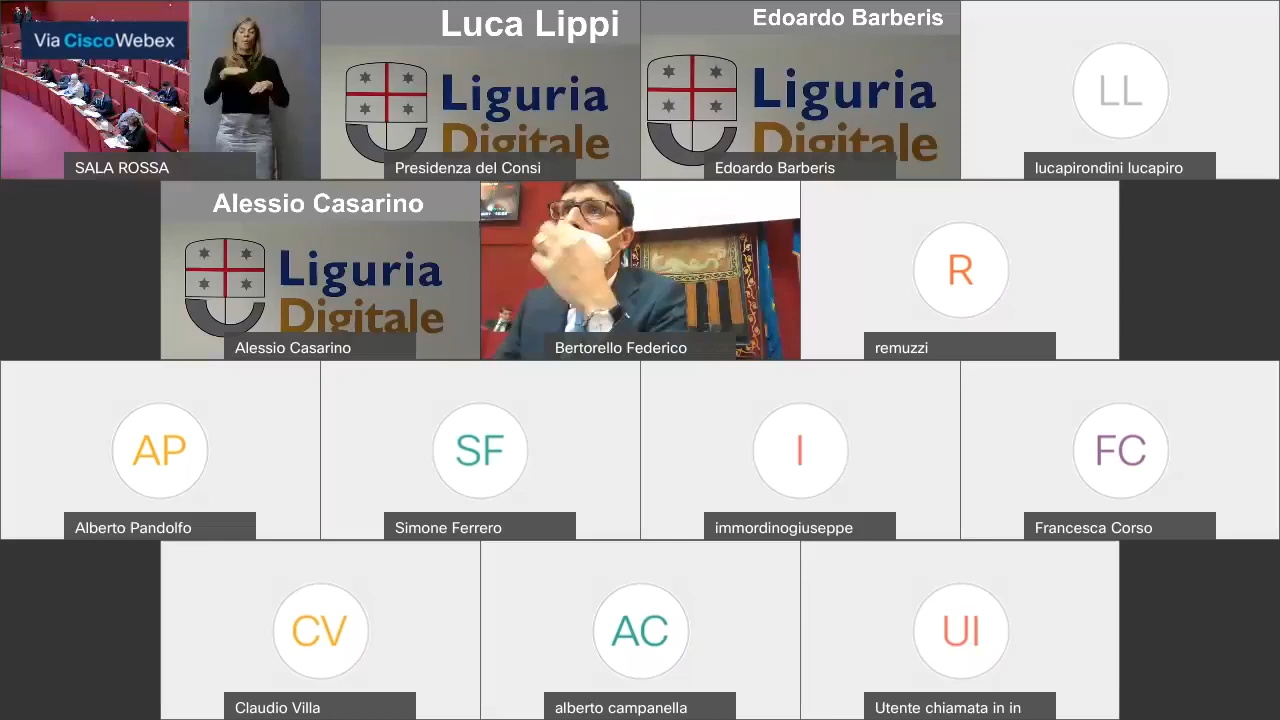 Via CiscoWebex
SALA ROSSA
Luca Lippi
Liguria
Digitale
Presidenza del Consi
Edoardo Barberis
Liguria
Digitale
Edoardo Barberis
LL
lucapirondini lucapiro
Alessio Casarino
Liguria
Digitale
Alessio Casarino
Bertorello Federico
R
remuzzi
AP
Alberto Pandolfo
SF
Simone Ferrero
I
immordinogiuseppe
FC
Francesca Corso
CV
Claudio Villa
AC
alberto campanella
UI
Utente chiamata in in